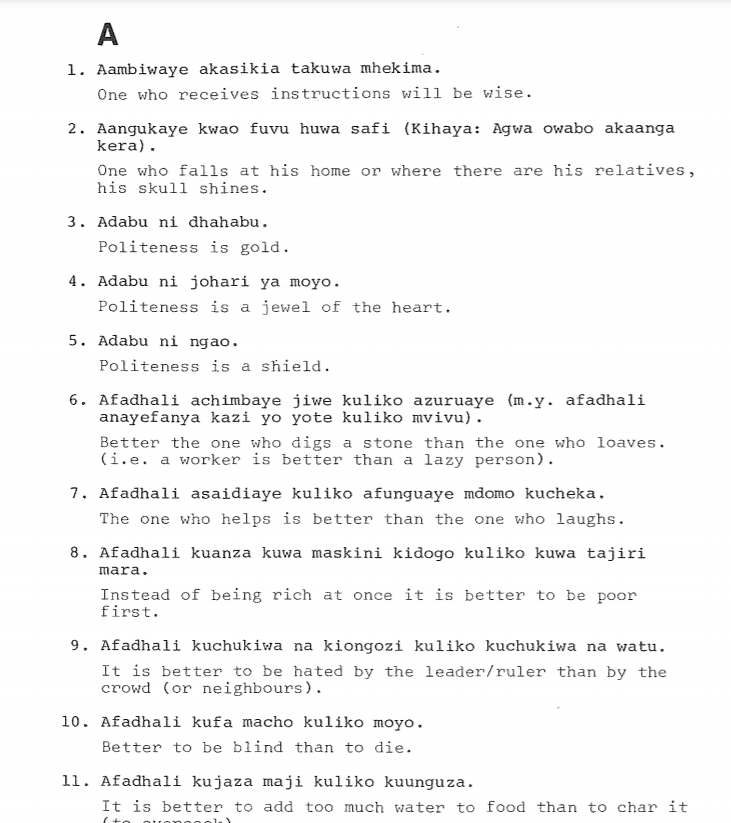 A
1. Aambiwaye akasikia takuwa mhekima.
One who receives instructions will be wise.
2. Aangukaye kwao fuvu huwa safi (Kihaya: Agwa owabo akaanga
kera).
One who falls at his home or where there are his relatives,
his skull shines.
3. Adabu ni dhahabu.
Politeness is gold.
4. Adabu ni johari ya moyo.
Politeness is a jewel of the heart.
5. Adabu ni ngao.
Politeness is a shield.
6. Afadhali achimbaye jiwe kuliko azuruaye (m.y. afadhali
anayefanya kazi yo yote kuliko mvivu).
Better the one who digs a stone than the one who loaves.
(i.e. a worker is better than a lazy person).
7. Afadhali asaidiaye kuliko afunguaye mdomo kucheka.
The one who helps is better than the one who laughs.
8. Afadhali kuanza kuwa maskini kidogo kuliko kuwa tajiri
mara.
Instead of being rich at once it is better to be poor
first.
9. Afadhali kuchukiwa na kiongozi kuliko kuchukiwa na watu.
It is better to be hated by the leader/ruler than by the
crowd (or neighbours).
10. Afadhali kufa macho kuliko moyo.
Better to be blind than to die.
11. Afadhali kujaza maji kuliko kuunguza.
It is better to add too much water to food than to char it